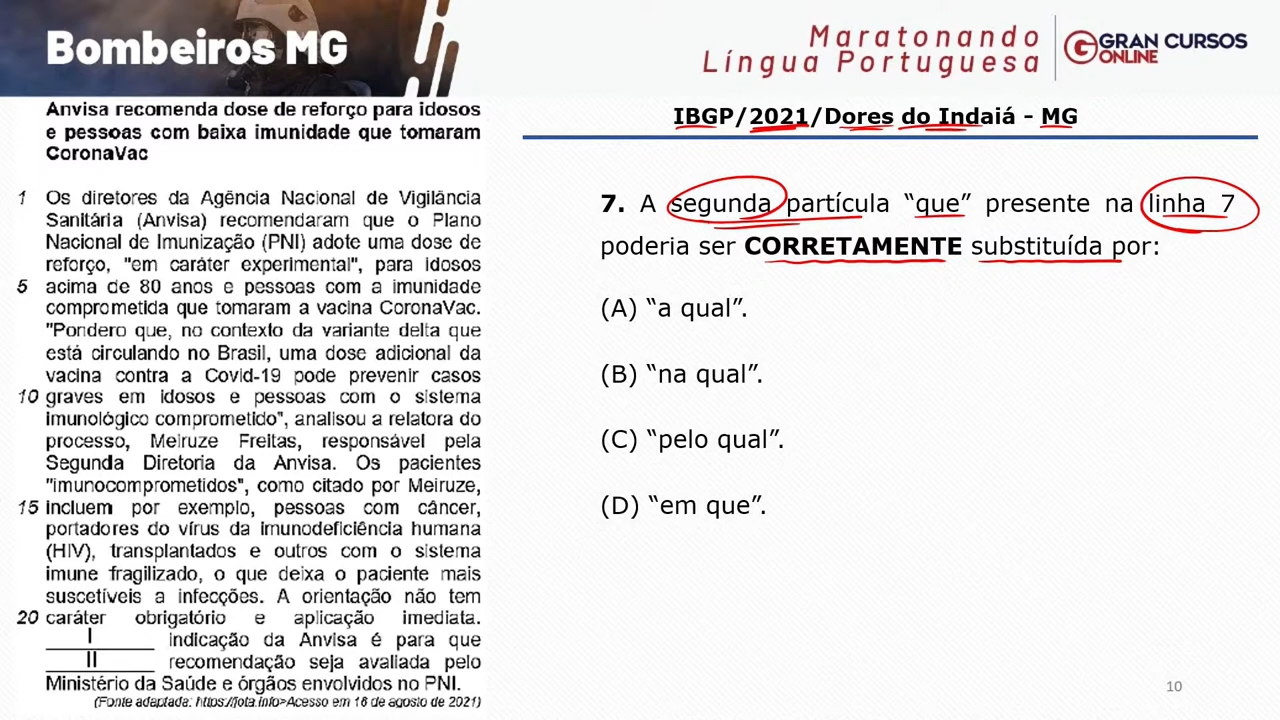 Bombeiros MG
Maratonando
Língua Portuguesa
GRAN CURSOS
ONLINE
Anvisa recomenda dose de reforço para idosos
e pessoas com baixa imunidade que tomaram
CoronaVac
1 Os diretores da Agência Nacional de Vigilância
Sanitária (Anvisa) recomendaram que o Plano
Nacional de Imunização (PNI) adote uma dose de
reforço, "em caráter experimental", para idosos
5 acima de 80 anos e pessoas com a imunidade
comprometida que tomaram a vacina CoronaVac.
"Pondero que, no contexto da variante delta que
está circulando no Brasil, uma dose adicional da
vacina contra a Covid-19 pode prevenir casos
10 graves em idosos e pessoas com o sistema
imunológico comprometido", analisou a relatora do
processo, Meiruze Freitas, responsável pela
Segunda Diretoria da Anvisa. Os pacientes
"imunocomprometidos", como citado por Meiruze,
15 incluem por exemplo, pessoas com câncer,
portadores do vírus da imunodeficiência humana
(HIV), transplantados e outros com o sistema
imune fragilizado, o que deixa o paciente mais
suscetíveis a infecções. A orientação não tem
20 caráter obrigatório e aplicação imediata.
I indicação da Anvisa é para que
II recomendação seja avaliada pelo
Ministério da Saúde e órgãos envolvidos no PNI.
(Fonte adaptada: https://jota.info>Acesso em 16 de agosto de 2021)
IBGP/2021/Dores do Indaiá - MG
7. A segunda partícula “que” presente na linha 7
poderia ser CORRETAMENTE substituída por:
(A) “a qual”.
(B) “na qual”.
(C) “pelo qual”.
(D) “em que”.
10